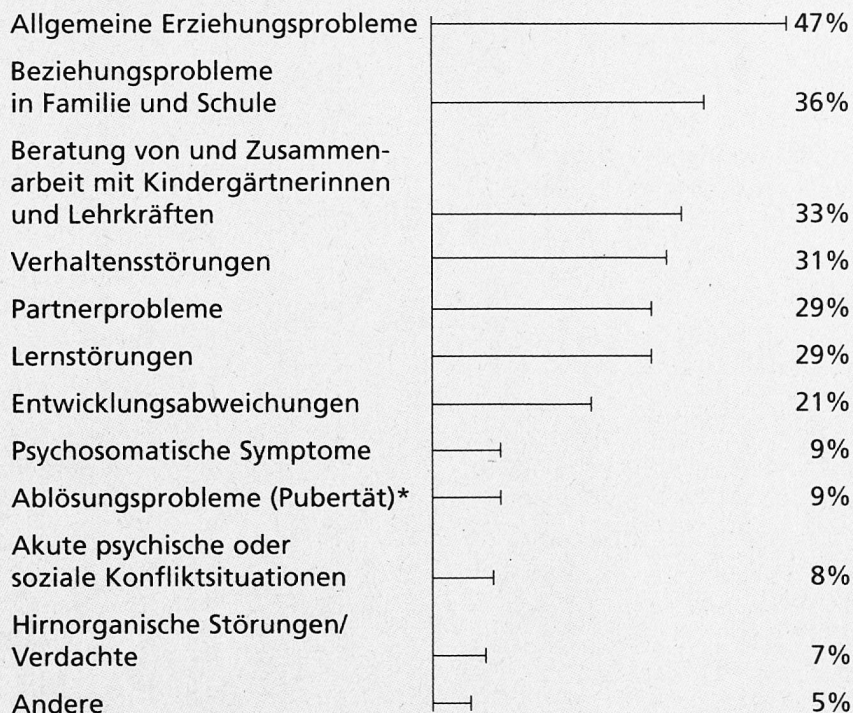 Allgemeine Erziehungsprobleme 47%
Beziehungsprobleme
in Familie und Schule 36%
Beratung von und Zusammen-
arbeit mit Kindergärtnerinnen
und Lehrkräften 33%
Verhaltensstörungen 31%
Partnerprobleme 29%
Lernstörungen 29%
Entwicklungsabweichungen 21%
Psychosomatische Symptome 9%
Ablösungsprobleme (Pubertät)* 9%
Akute psychische oder
soziale Konfliktsituationen 8%
Hirnorganische Störungen/
Verdachte 7%
Andere 5%